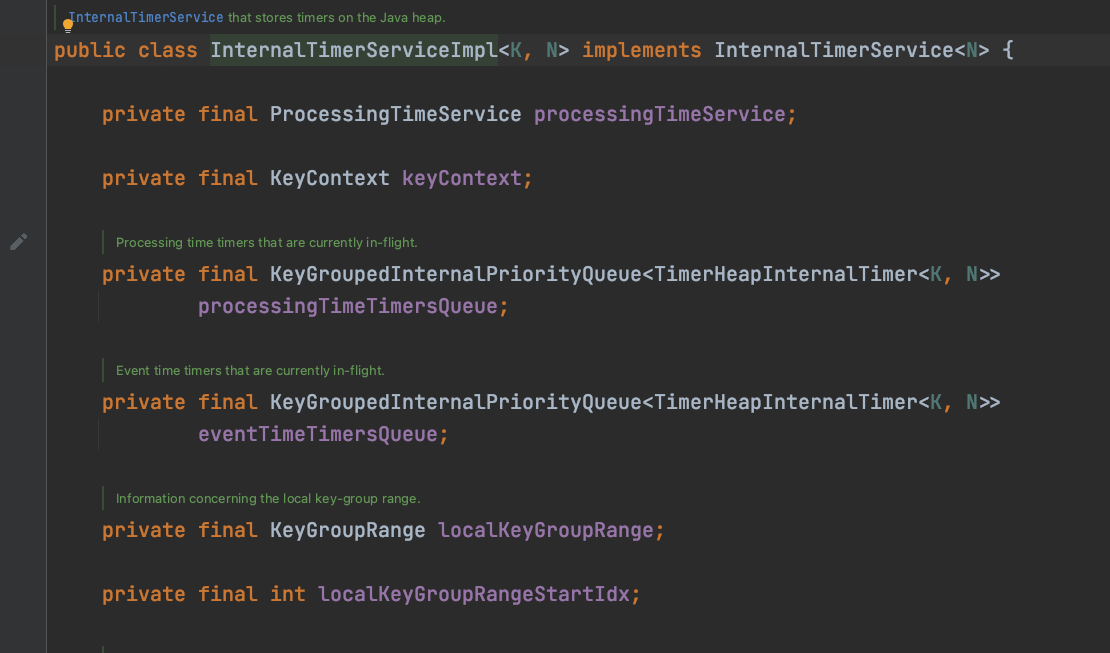 InternalTimerService that stores timers on the Java heap.
public class InternalTimerServiceImpl<K, N> implements InternalTimerService<N> {
private final ProcessingTimeService processingTimeService;
private final KeyContext keyContext;
Processing time timers that are currently in-flight.
private final KeyGroupedInternalPriorityQueue<TimerHeapInternalTimer<K, N>>
processingTimeTimersQueue;
Event time timers that are currently in-flight.
private final KeyGroupedInternalPriorityQueue<TimerHeapInternalTimer<K, N>>
eventTimeTimersQueue;
Information concerning the local key-group range.
private final KeyGroupRange localKeyGroupRange;
private final int localKeyGroupRangeStartIdx;